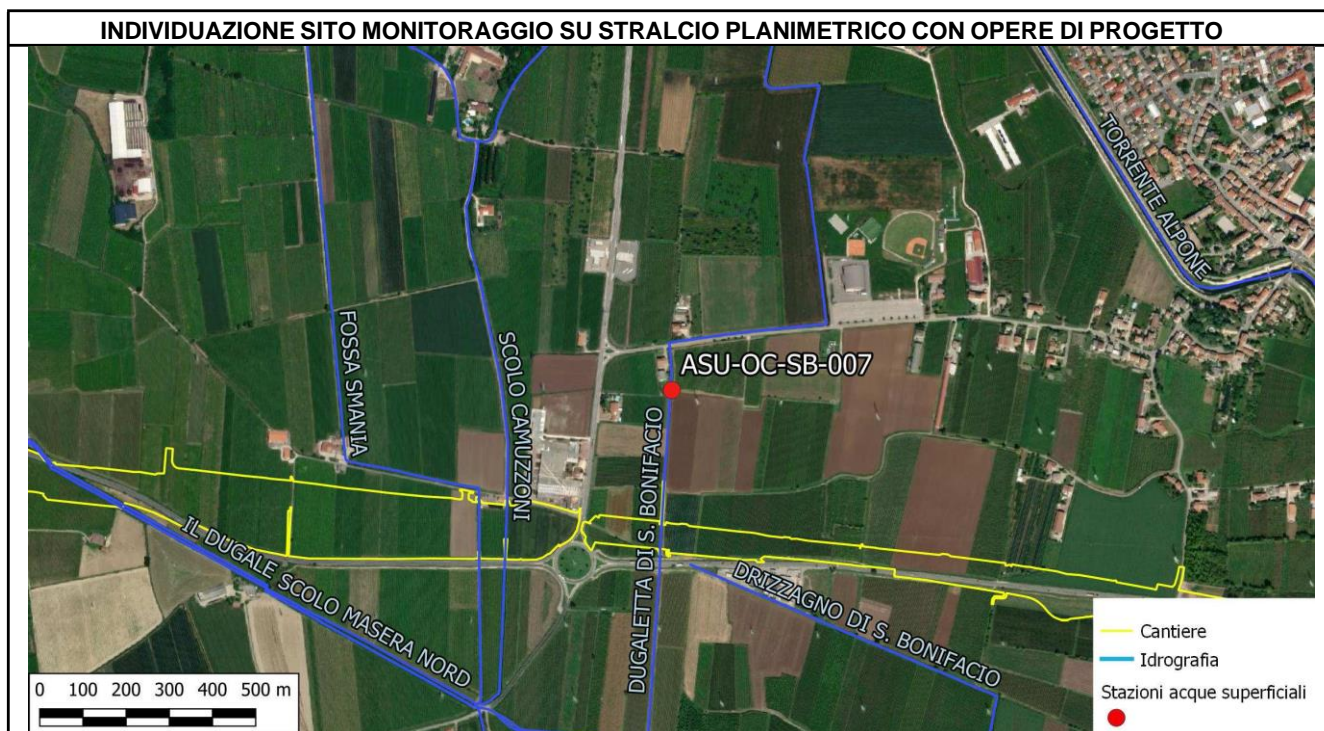 INDIVIDUAZIONE SITO MONITORAGGIO SU STRALCIO PLANIMETRICO CON OPERE DI PROGETTO
TORRENTE ALPONE
FOSSA SMANIA
SCOLO CAMUZZONI
ASU-OC-SB-007
DUGALETTA DI S. BONIFACIO
IL DUGALE SCOLO MASERA NORD
DRIZZAGNO DI S. BONIFACIO
0 100 200 300 400 500 m
Cantiere
Idrografia
Stazioni acque superficiali